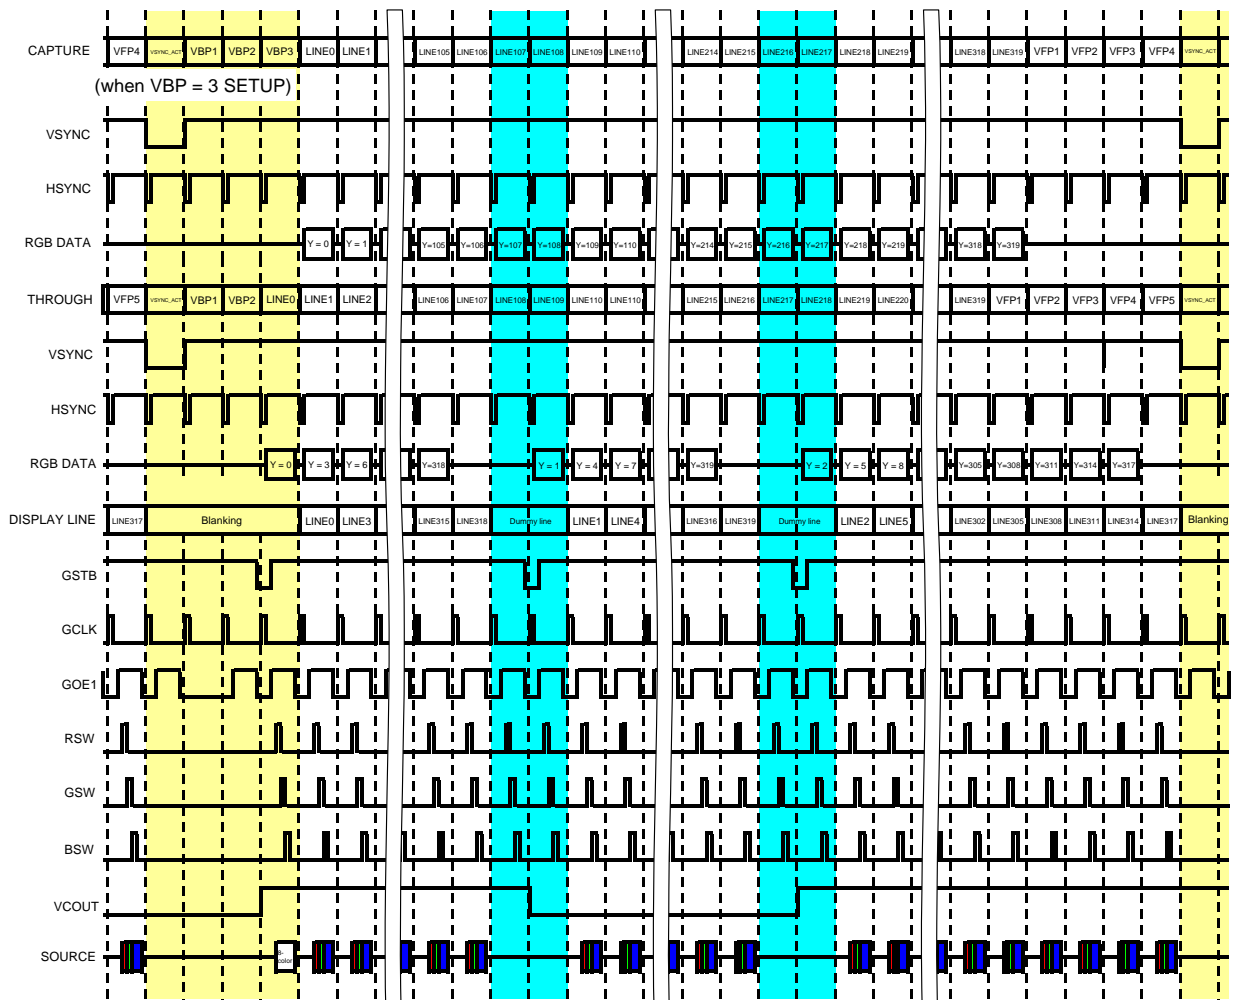 CAPTURE VFP4 VSYNC_ACT VBP1 VBP2 VBP3 LINE0 LINE1 LINE105 LINE106 LINE107 LINE108 LINE109 LINE110 LINE214 LINE215 LINE216 LINE217 LINE218 LINE219 LINE318 LINE319 VFP1 VFP2 VFP3 VFP4 VSYNC_ACT
(when VBP = 3 SETUP)
VSYNC
HSYNC
RGB DATA Y = 0 Y = 1 Y=105 Y=106 Y=107 Y=108 Y=109 Y=110 Y=214 Y=215 Y=216 Y=217 Y=218 Y=219 Y=318 Y=319
THROUGH VFP5 VSYNC_ACT VBP1 VBP2 LINE0 LINE1 LINE2 LINE106 LINE107 LINE108 LINE109 LINE110 LINE110 LINE215 LINE216 LINE217 LINE218 LINE219 LINE220 LINE319 VFP1 VFP2 VFP3 VFP4 VFP5 VSYNC_ACT
VSYNC
HSYNC
RGB DATA Y = 0 Y = 3 Y = 6 Y=318 Y = 1 Y = 4 Y = 7 Y=319 Y = 2 Y = 5 Y = 8 Y=305 Y=308 Y=311 Y=314 Y=317
DISPLAY LINE LINE317 Blanking LINE0 LINE3 LINE315 LINE318 Dummy line LINE1 LINE4 LINE316 LINE319 Dummy line LINE2 LINE5 LINE302 LINE305 LINE308 LINE311 LINE314 LINE317 Blanking
GSTB
GCLK
GOE1
RSW
GSW
BSW
VCOUT
SOURCE 8-
color